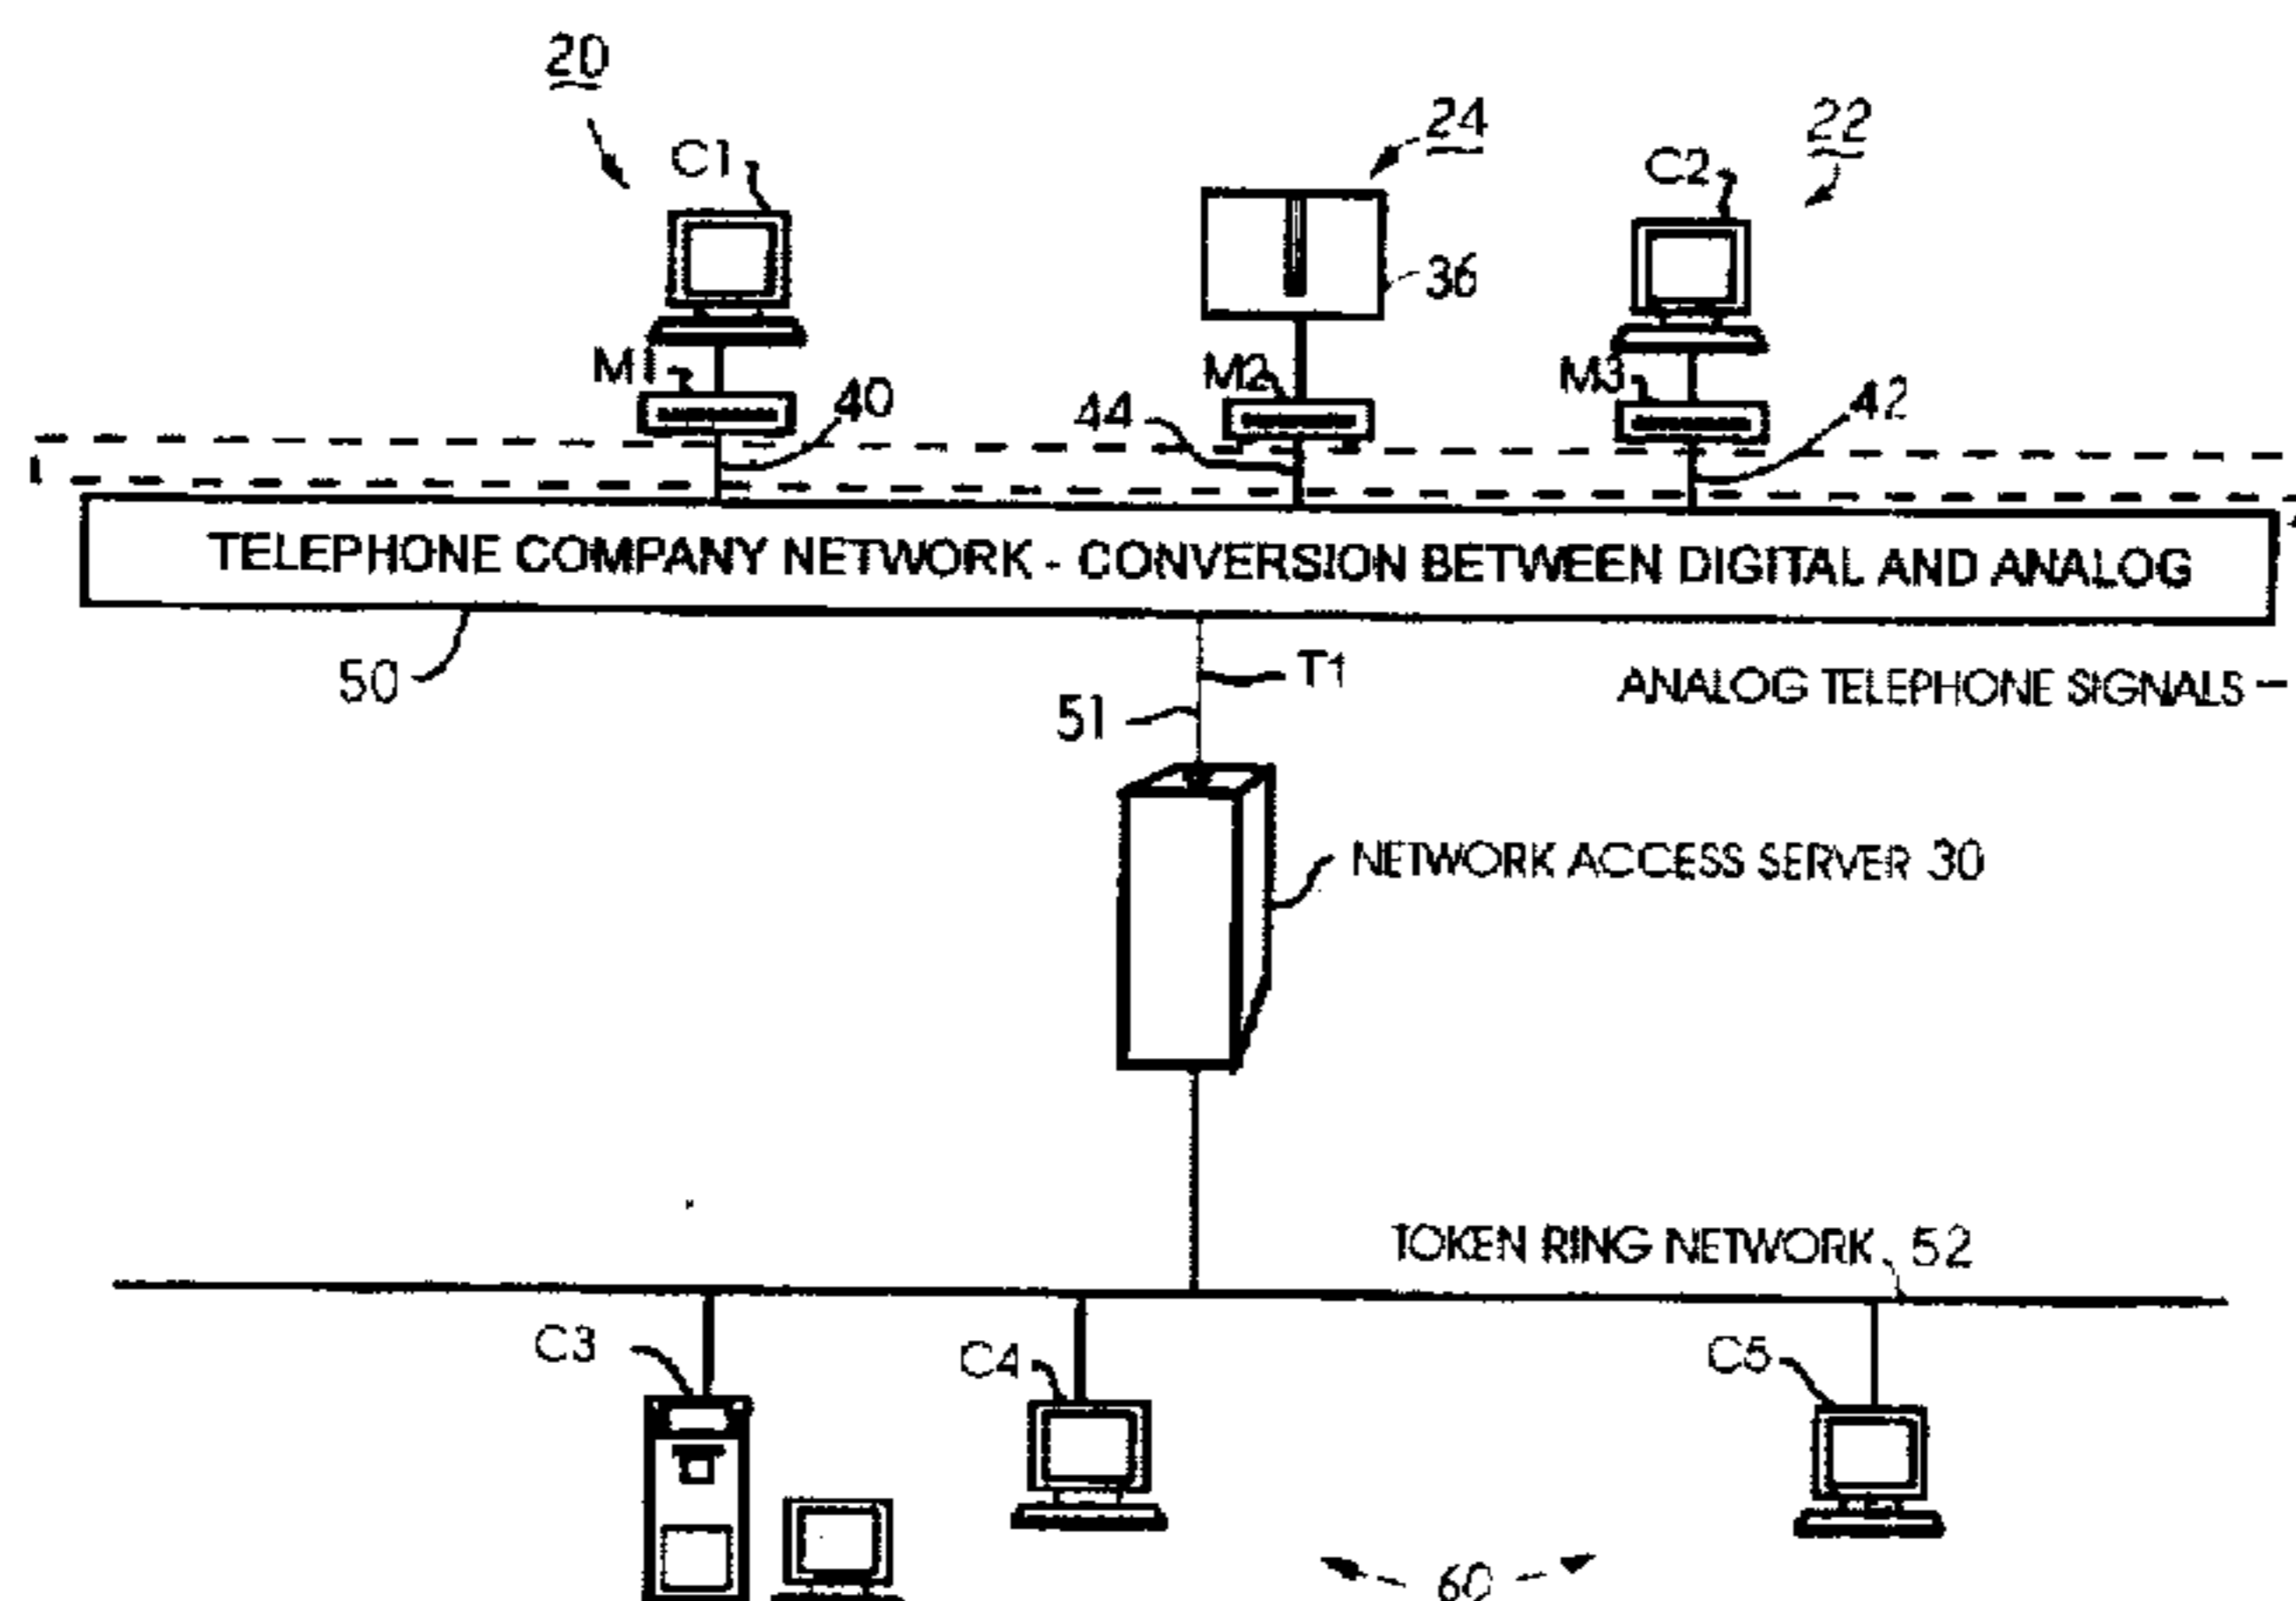 20
24
22
C1
C2
36
M1
M2
M3
40
44
42
TELEPHONE COMPANY NETWORK - CONVERSION BETWEEN DIGITAL AND ANALOG
50
T1
ANALOG TELEPHONE SIGNALS
51
NETWORK ACCESS SERVER 30
TOKEN RING NETWORK 52
C3
C4
C5
60